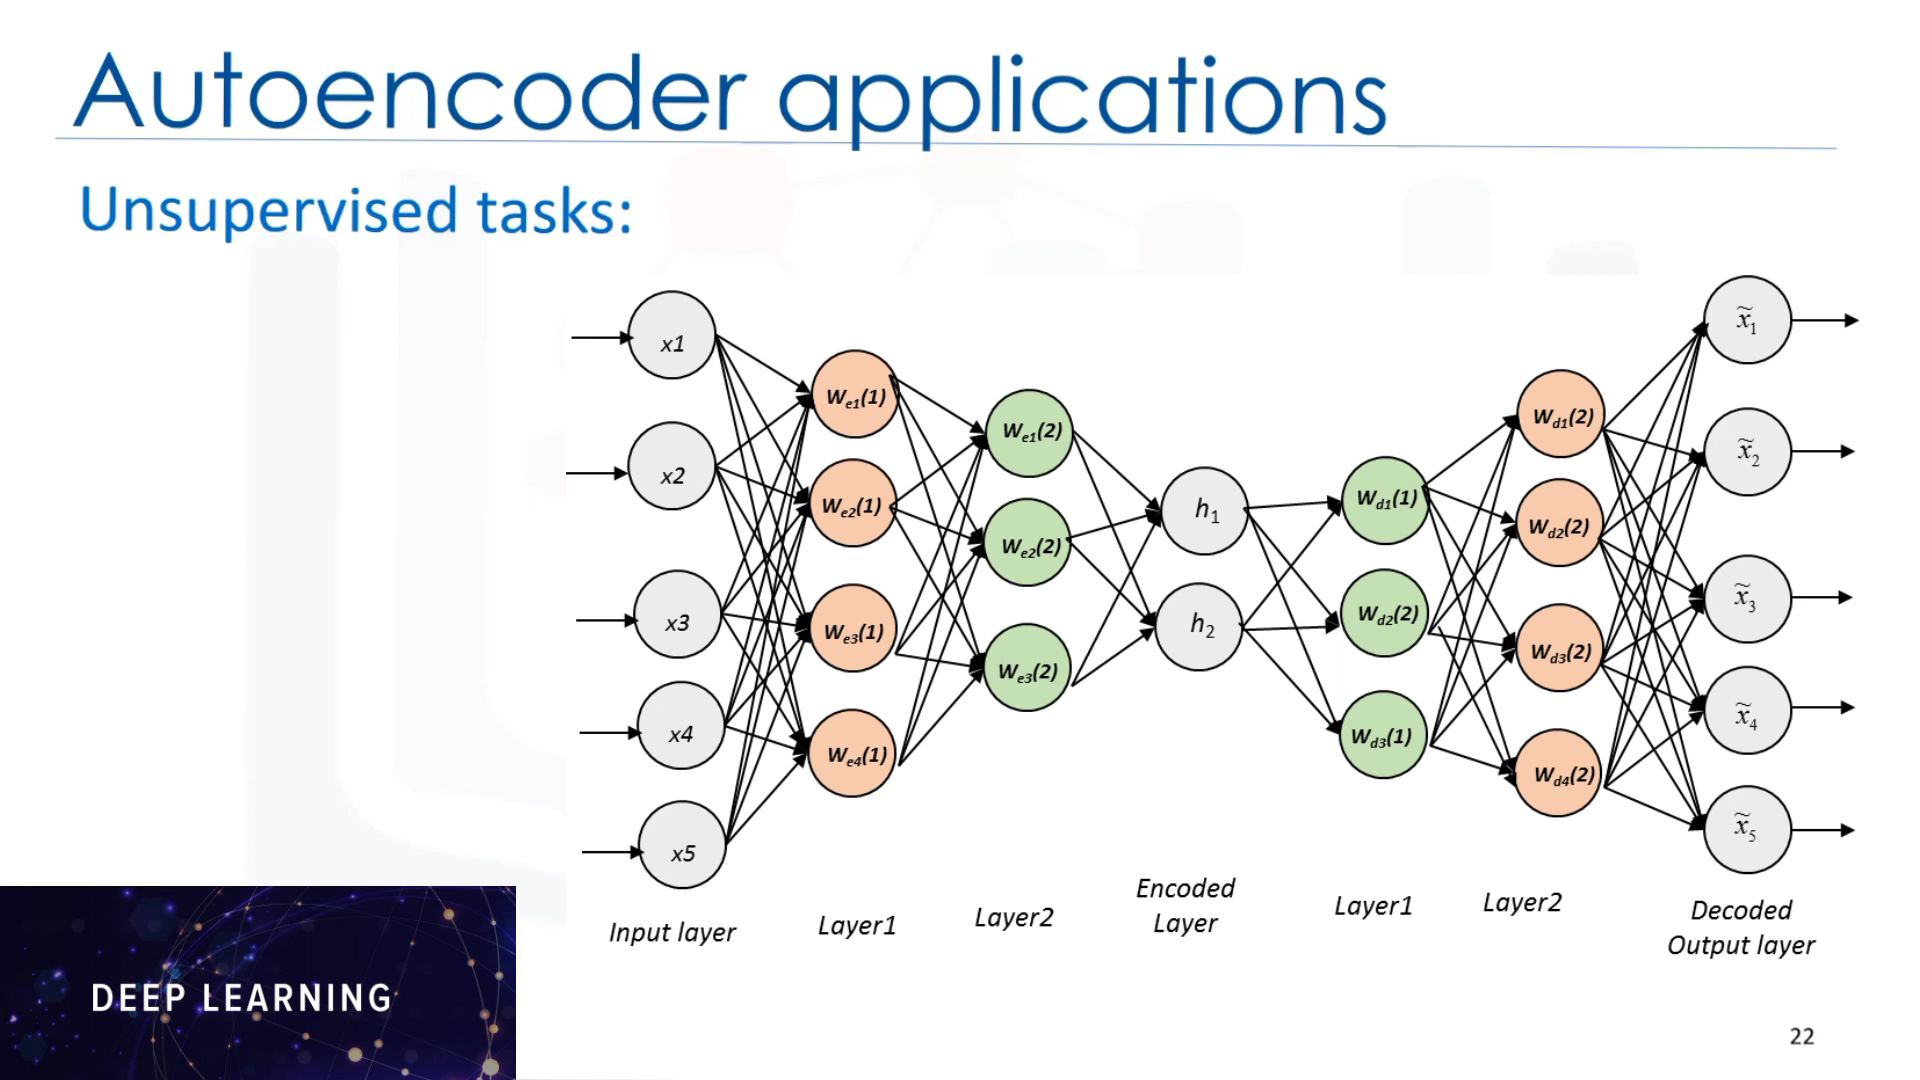 Autoencoder applications
Unsupervised tasks:
x1
x2
x3
x4
x5
We1(1)
We2(1)
We3(1)
We4(1)
We1(2)
We2(2)
We3(2)
h1
h2
Wd1(1)
Wd2(2)
Wd3(1)
Wd1(2)
Wd2(2)
Wd3(2)
Wd4(2)
x̃1
x̃2
x̃3
x̃4
x̃5
Input layer
Layer1
Layer2
Encoded
Layer
Layer1
Layer2
Decoded
Output layer
DEEP LEARNING
22